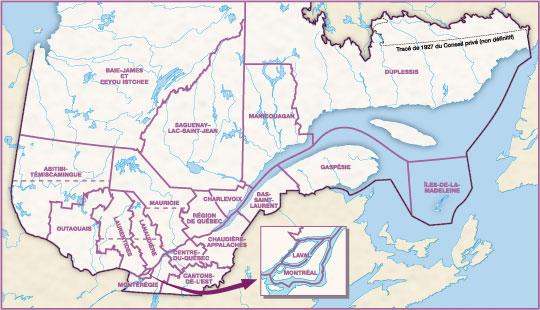 Tracé de 1927 du Conseil privé (non définitif)
BAIE-JAMES
ET
EEYOU ISTCHEE
DUPLESSIS
SAGUENAY-
LAC-SAINT-JEAN
MANICOUAGAN
ABITIBI-
TÉMISCAMINGUE
GASPÉSIE
ÎLES-DE-LA-
MADELEINE
MAURICIE
CHARLEVOIX
BAS-
SAINT-
LAURENT
OUTAOUAIS
LAURENTIDES
LANAUDIÈRE
RÉGION
DE QUÉBEC
CHAUDIÈRE-
APPALACHES
CENTRE-
DU-QUÉBEC
CANTONS-
DE-L'EST
MONTÉRÉGIE
LAVAL
MONTRÉAL